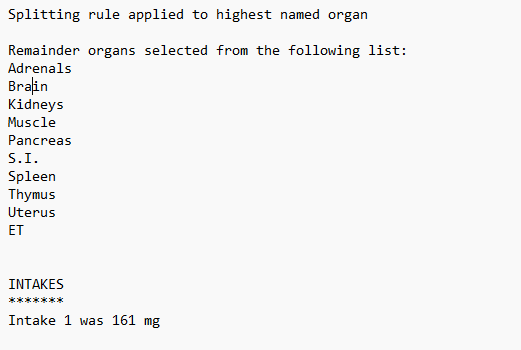 Splitting rule applied to highest named organ
Remainder organs selected from the following list:
Adrenals
Brain
Kidneys
Muscle
Pancreas
S.I.
Spleen
Thymus
Uterus
ET
INTAKES
*******
Intake 1 was 161 mg